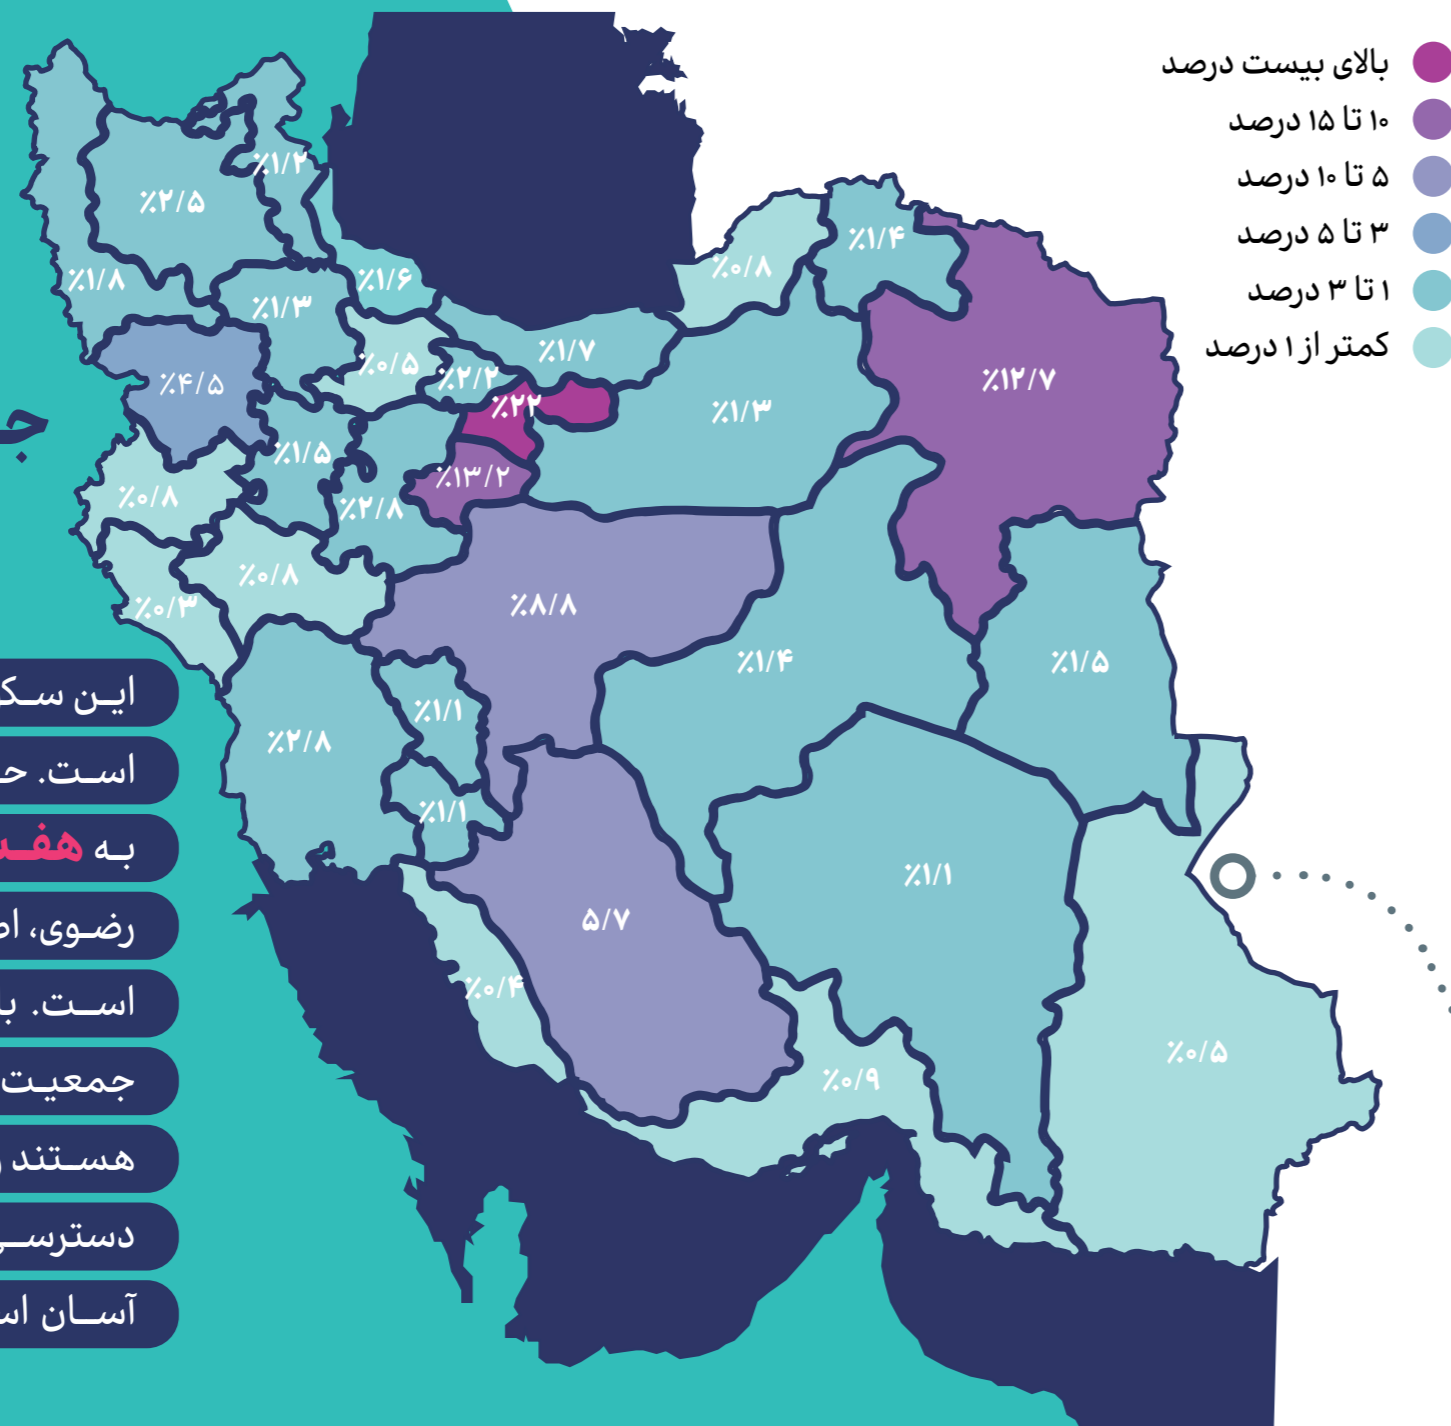 بالای بیست درصد
۱۰ تا ۱۵ درصد
۵ تا ۱۰ درصد
۳ تا ۵ درصد
۱ تا ۳ درصد
کمتر از ۱ درصد
٪۱/۲
٪۲/۵
٪۱/۴
٪۰/۸
٪۱/۸
٪۱/۶
٪۱/۳
٪۱/۷
٪۰/۵
٪۲/۲
٪۱۲/۷
٪۴/۵
٪۲۲
٪۱/۳
٪۱/۵
٪۱۳/۲
٪۰/۸
٪۲/۸
٪۰/۸
٪۰/۳
٪۸/۸
٪۱/۴
٪۱/۵
٪۱/۱
٪۲/۸
٪۱/۱
٪۱/۱
۵/۷
٪۰/۴
٪۰/۵
٪۰/۹
این
است.
به
رضوی،
است.
جمعیت
هستند
دسترسی
آسان